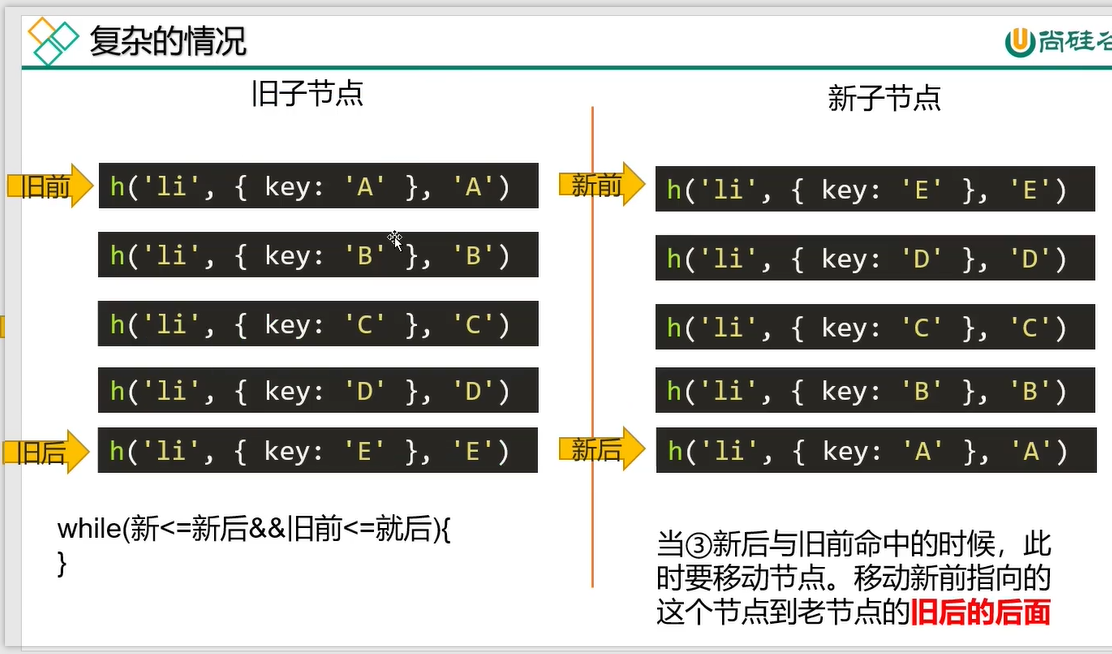 复杂的情况
尚硅谷
旧子节点
新子节点
旧前
h('li', { key: 'A' }, 'A')
h('li', { key: 'B' }, 'B')
h('li', { key: 'C' }, 'C')
h('li', { key: 'D' }, 'D')
旧后
h('li', { key: 'E' }, 'E')
while(新<=新后&&旧前<=就后){
}
新前
h('li', { key: 'E' }, 'E')
h('li', { key: 'D' }, 'D')
h('li', { key: 'C' }, 'C')
h('li', { key: 'B' }, 'B')
新后
h('li', { key: 'A' }, 'A')
当③新后与旧前命中的时候，此
时要移动节点。移动新前指向的
这个节点到老节点的旧后的后面